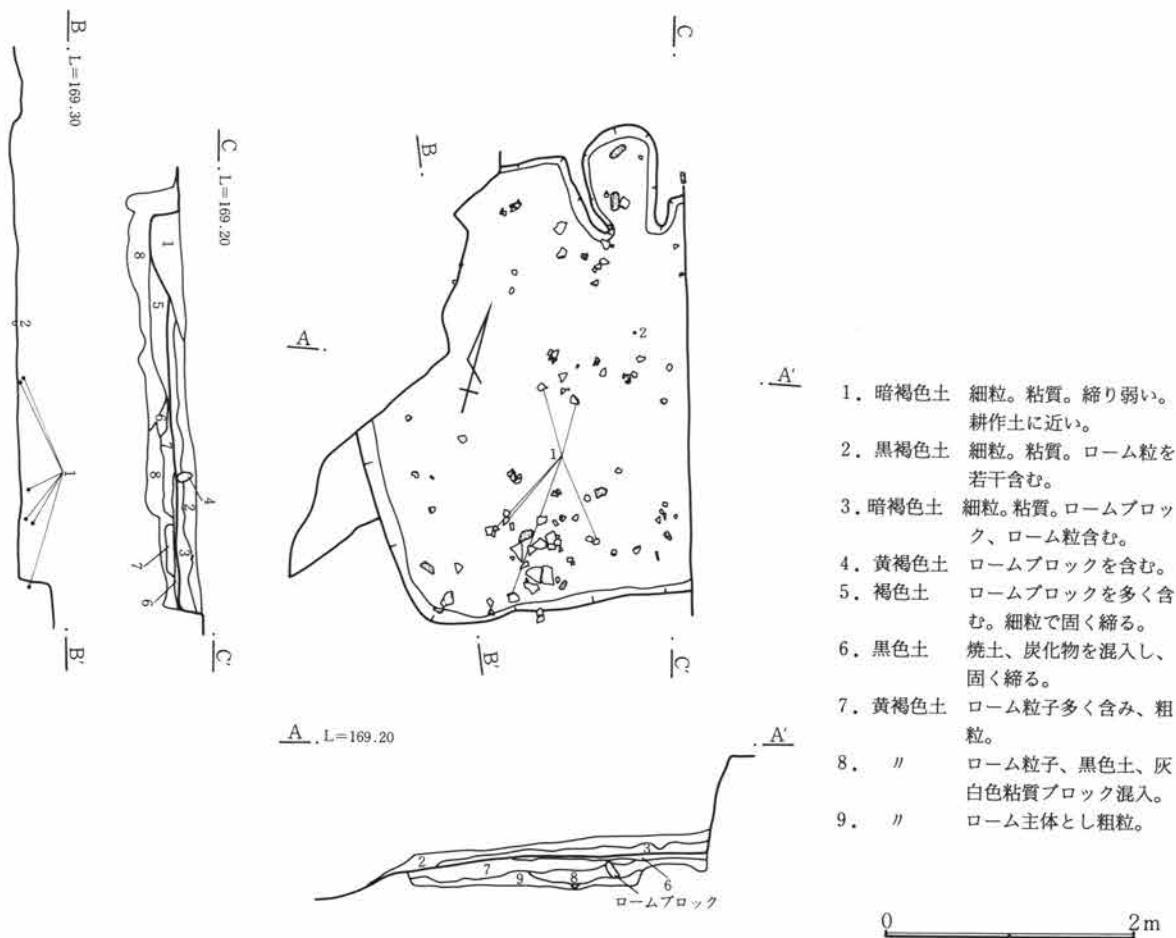 B . L=169.30
C . L=169.20
1
8
5
6
7
8
2
3
4
7
6
C'
2
1
B'
C
B
A
A'
2
1
B'
C'
A . L=169.20
A'
2
3
7
6
9
8
ロームブロック
1. 暗褐色土 細粒。粘質。締り弱い。
耕作土に近い。
2. 黒褐色土 細粒。粘質。ローム粒を
若干含む。
3. 暗褐色土 細粒。粘質。ロームブロッ
ク、ローム粒含む。
4. 黄褐色土 ロームブロックを含む。
5. 褐色土 ロームブロックを多く含
む。細粒で固く締る。
6. 黒色土 焼土、炭化物を混入し、
固く締る。
7. 黄褐色土 ローム粒子多く含み、粗
粒。
8. 〃 ローム粒子、黒色土、灰
白色粘質ブロック混入。
9. 〃 ローム主体とし粗粒。
0 2m